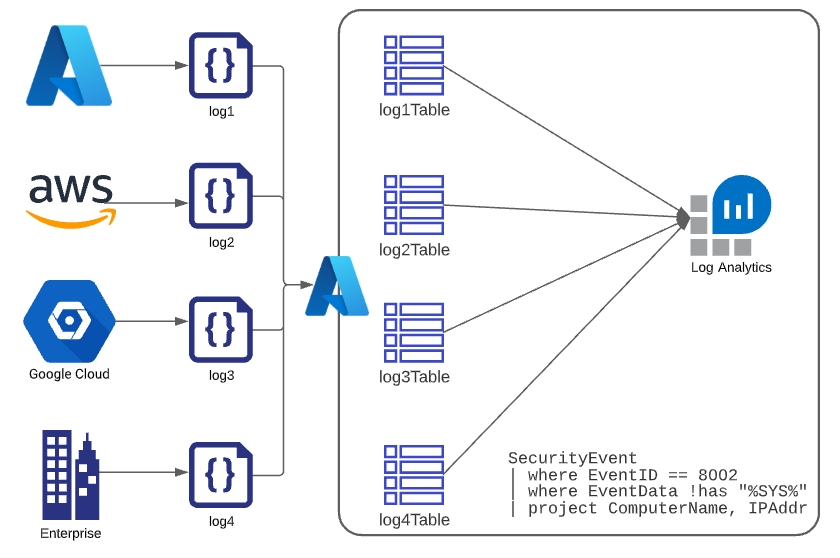 log1
log1Table
aws
log2
log2Table
Log Analytics
Google Cloud
log3
log3Table
SecurityEvent
| where EventID == 8002
| where EventData !has "%SYS%"
| project ComputerName, IPAddr
Enterprise
log4
log4Table